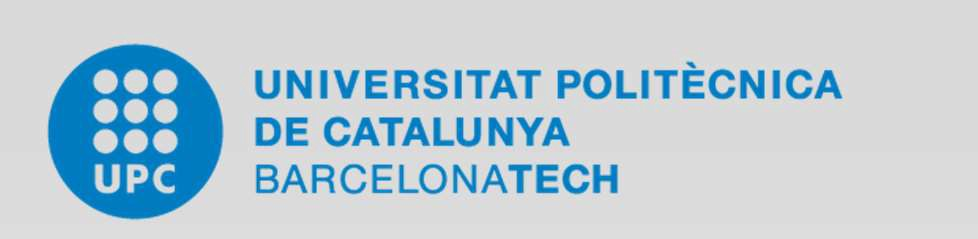 UPC
UNIVERSITAT POLITÈCNICA
DE CATALUNYA
BARCELONATECH